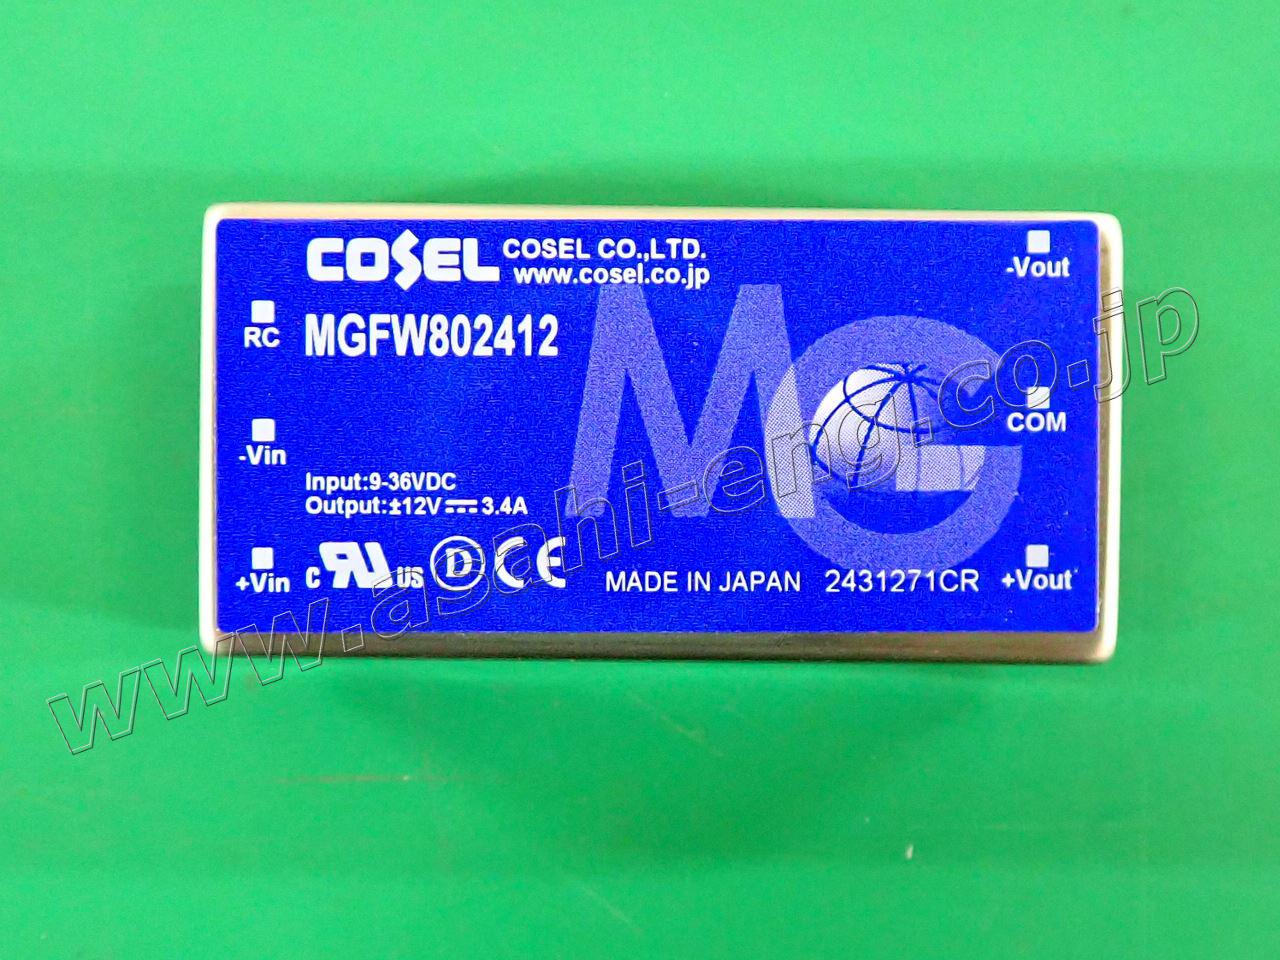 COSEL COSEL CO.,LTD.
www.cosel.co.jp
-Vout
RC
MGFW802412
MG
COM
-Vin
Input:9-36VDC
Output:±12V⎓3.4A
+Vin
c RU US D CE
MADE IN JAPAN 2431271CR
+Vout
www.asahi-eng.co.jp